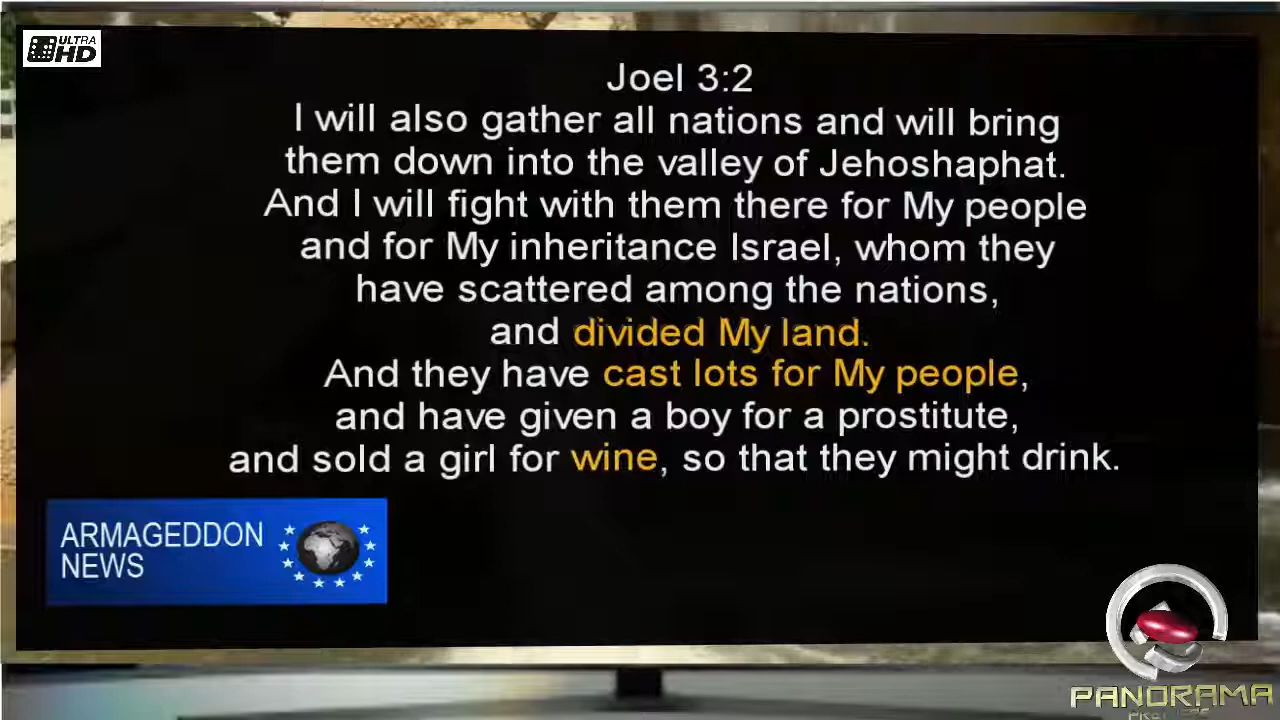 ULTRA
HD
Joel 3:2
I will also gather all nations and will bring
them down into the valley of Jehoshaphat.
And I will fight with them there for My people
and for My inheritance Israel, whom they
have scattered among the nations,
and divided My land.
And they have cast lots for My people,
and have given a boy for a prostitute,
and sold a girl for wine, so that they might drink.
ARMAGEDDON
NEWS
PANORAMA